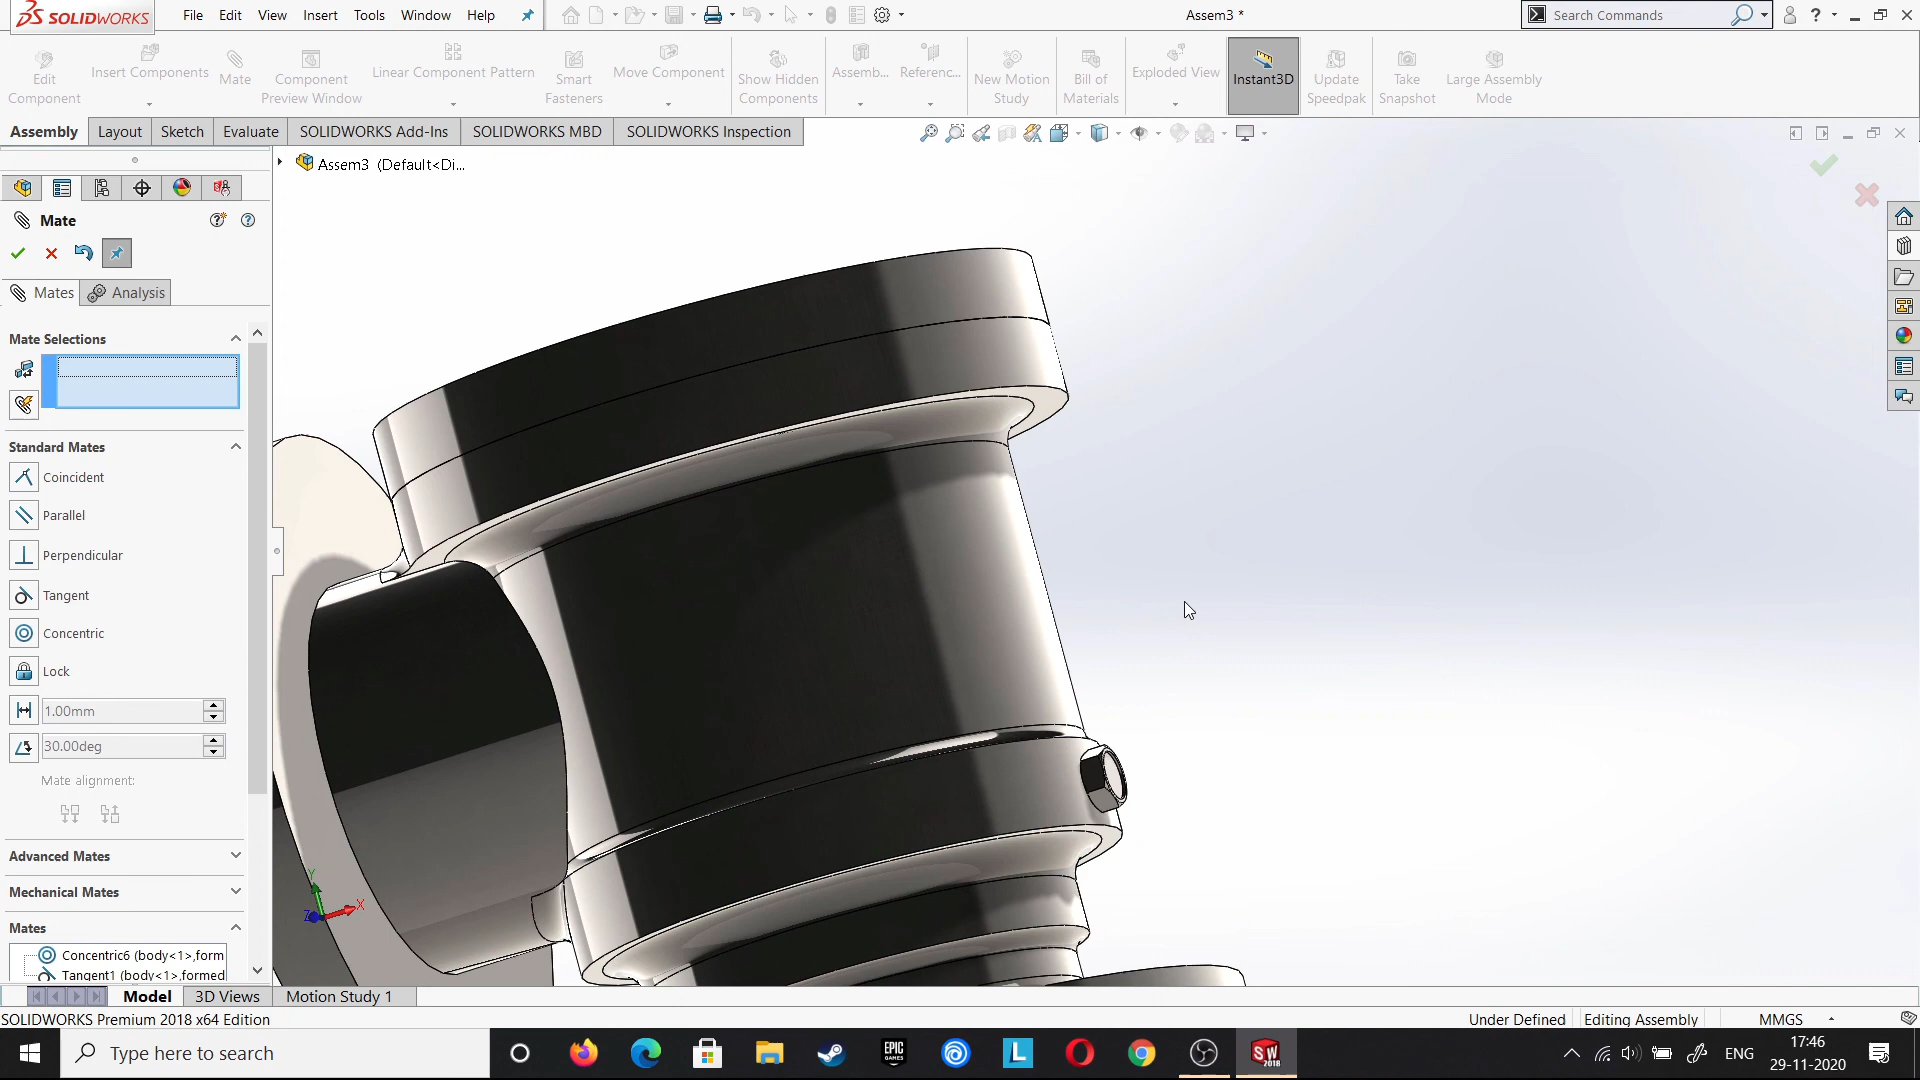 SOLIDWORKS File Edit View Insert Tools Window Help Assem3 * Search Commands
Edit Component Insert Components Mate Component Preview Window Linear Component Pattern Smart Fasteners Move Component Show Hidden Components Assemb... Referenc... New Motion Study Bill of Materials Exploded View Instant3D Update Speedpak Take Snapshot Large Assembly Mode
Assembly Layout Sketch Evaluate SOLIDWORKS Add-Ins SOLIDWORKS MBD SOLIDWORKS Inspection
Assem3 (Default<Di...
Mate
Mates Analysis
Mate Selections
Standard Mates
Coincident
Parallel
Perpendicular
Tangent
Concentric
Lock
1.00mm
30.00deg
Mate alignment:
Advanced Mates
Mechanical Mates
Mates
Concentric6 (body<1>,form
Tangent1 (body<1>,formed
Y
X
Z
Model 3D Views Motion Study 1
SOLIDWORKS Premium 2018 x64 Edition Under Defined Editing Assembly MMGS
Type here to search EPIC GAMES L SW 2018 ENG 17:46
29-11-2020